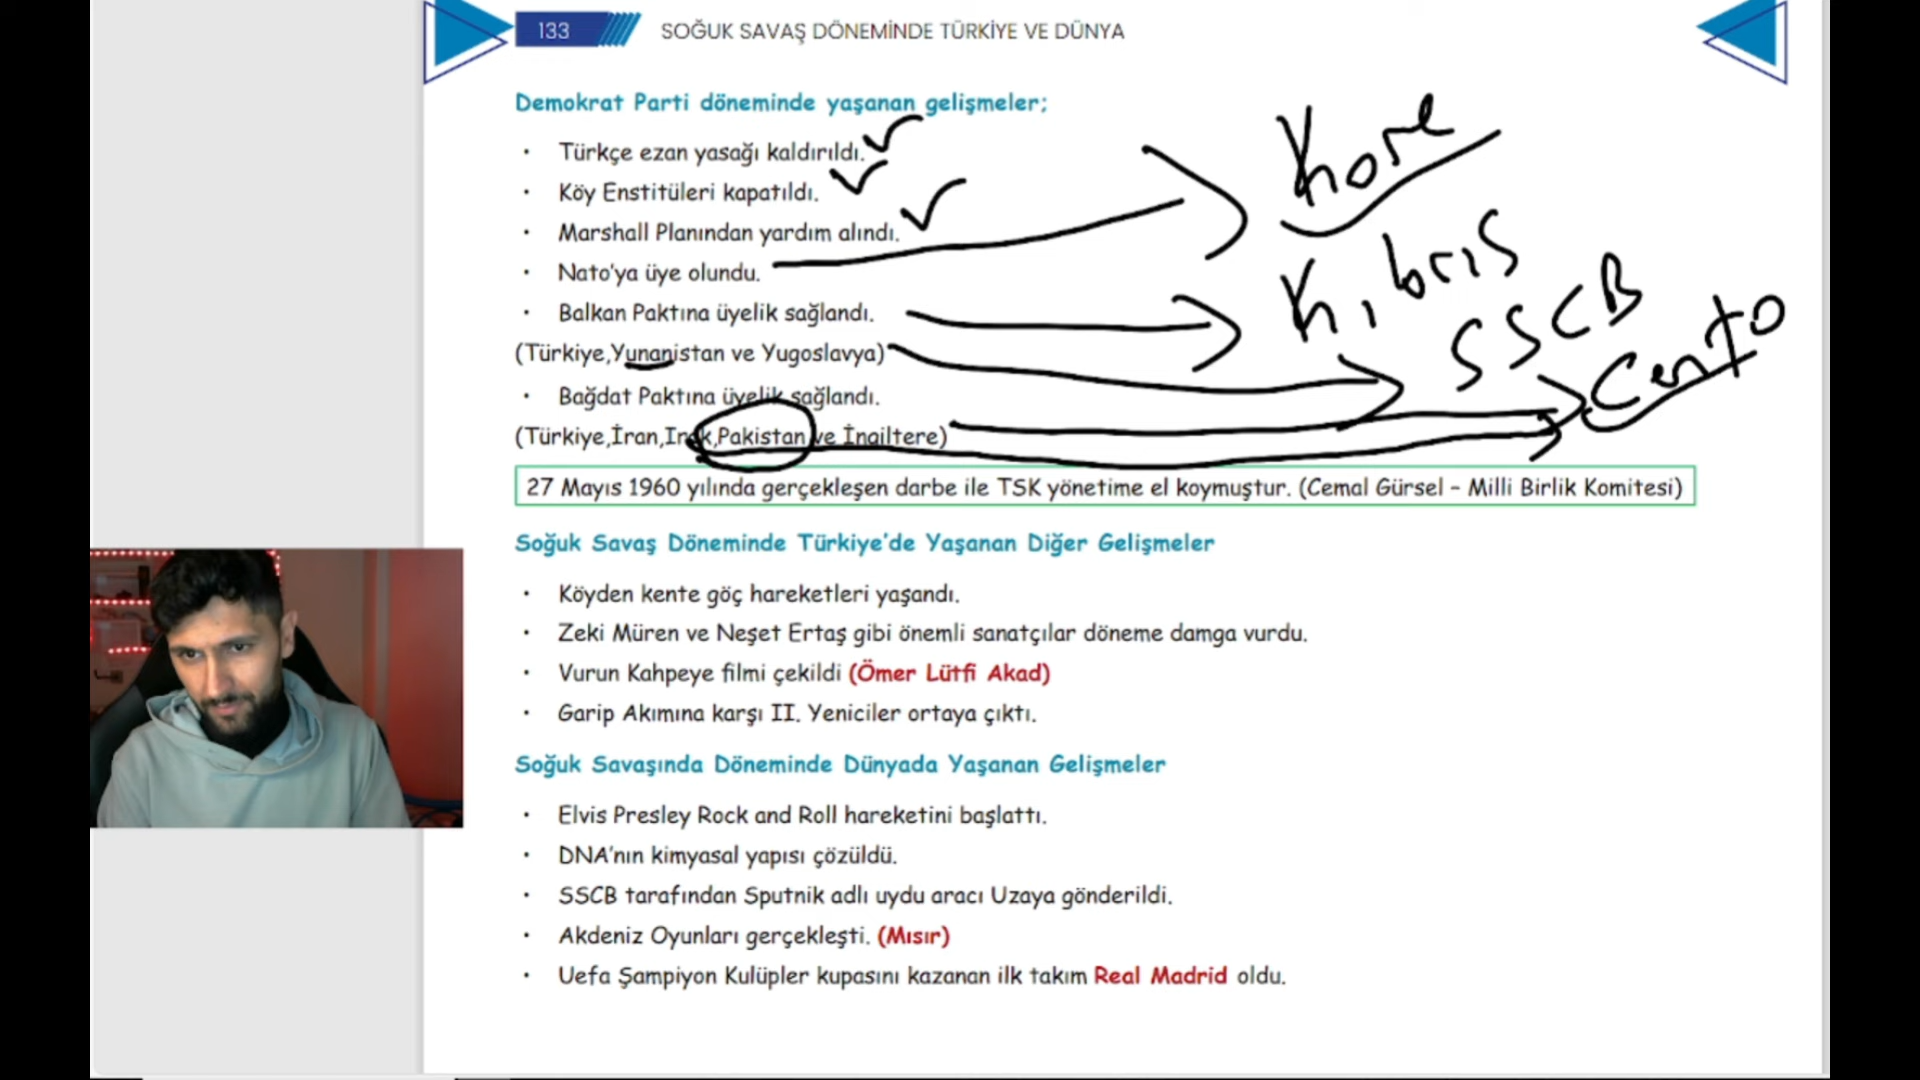 133 SOĞUK SAVAŞ DÖNEMİNDE TÜRKİYE VE DÜNYA
Demokrat Parti döneminde yaşanan gelişmeler;
• Türkçe ezan yasağı kaldırıldı.
• Köy Enstitüleri kapatıldı.
• Marshall Planından yardım alındı.
• Nato'ya üye olundu.
Kore
• Balkan Paktına üyelik sağlandı.
Kıbrıs
(Türkiye,Yunanistan ve Yugoslavya)
SSCB
• Bağdat Paktına üyelik sağlandı.
(Türkiye,İran,Irak,Pakistan ve İngiltere)
Cento
27 Mayıs 1960 yılında gerçekleşen darbe ile TSK yönetime el koymuştur. (Cemal Gürsel – Milli Birlik Komitesi)
Soğuk Savaş Döneminde Türkiye'de Yaşanan Diğer Gelişmeler
• Köyden kente göç hareketleri yaşandı.
• Zeki Müren ve Neşet Ertaş gibi önemli sanatçılar döneme damga vurdu.
• Vurun Kahpeye filmi çekildi (Ömer Lütfi Akad)
• Garip Akımına karşı II. Yeniciler ortaya çıktı.
Soğuk Savaşında Döneminde Dünyada Yaşanan Gelişmeler
• Elvis Presley Rock and Roll hareketini başlattı.
• DNA'nın kimyasal yapısı çözüldü.
• SSCB tarafından Sputnik adlı uydu aracı Uzaya gönderildi.
• Akdeniz Oyunları gerçekleşti. (Mısır)
• Uefa Şampiyon Kulüpler kupasını kazanan ilk takım Real Madrid oldu.